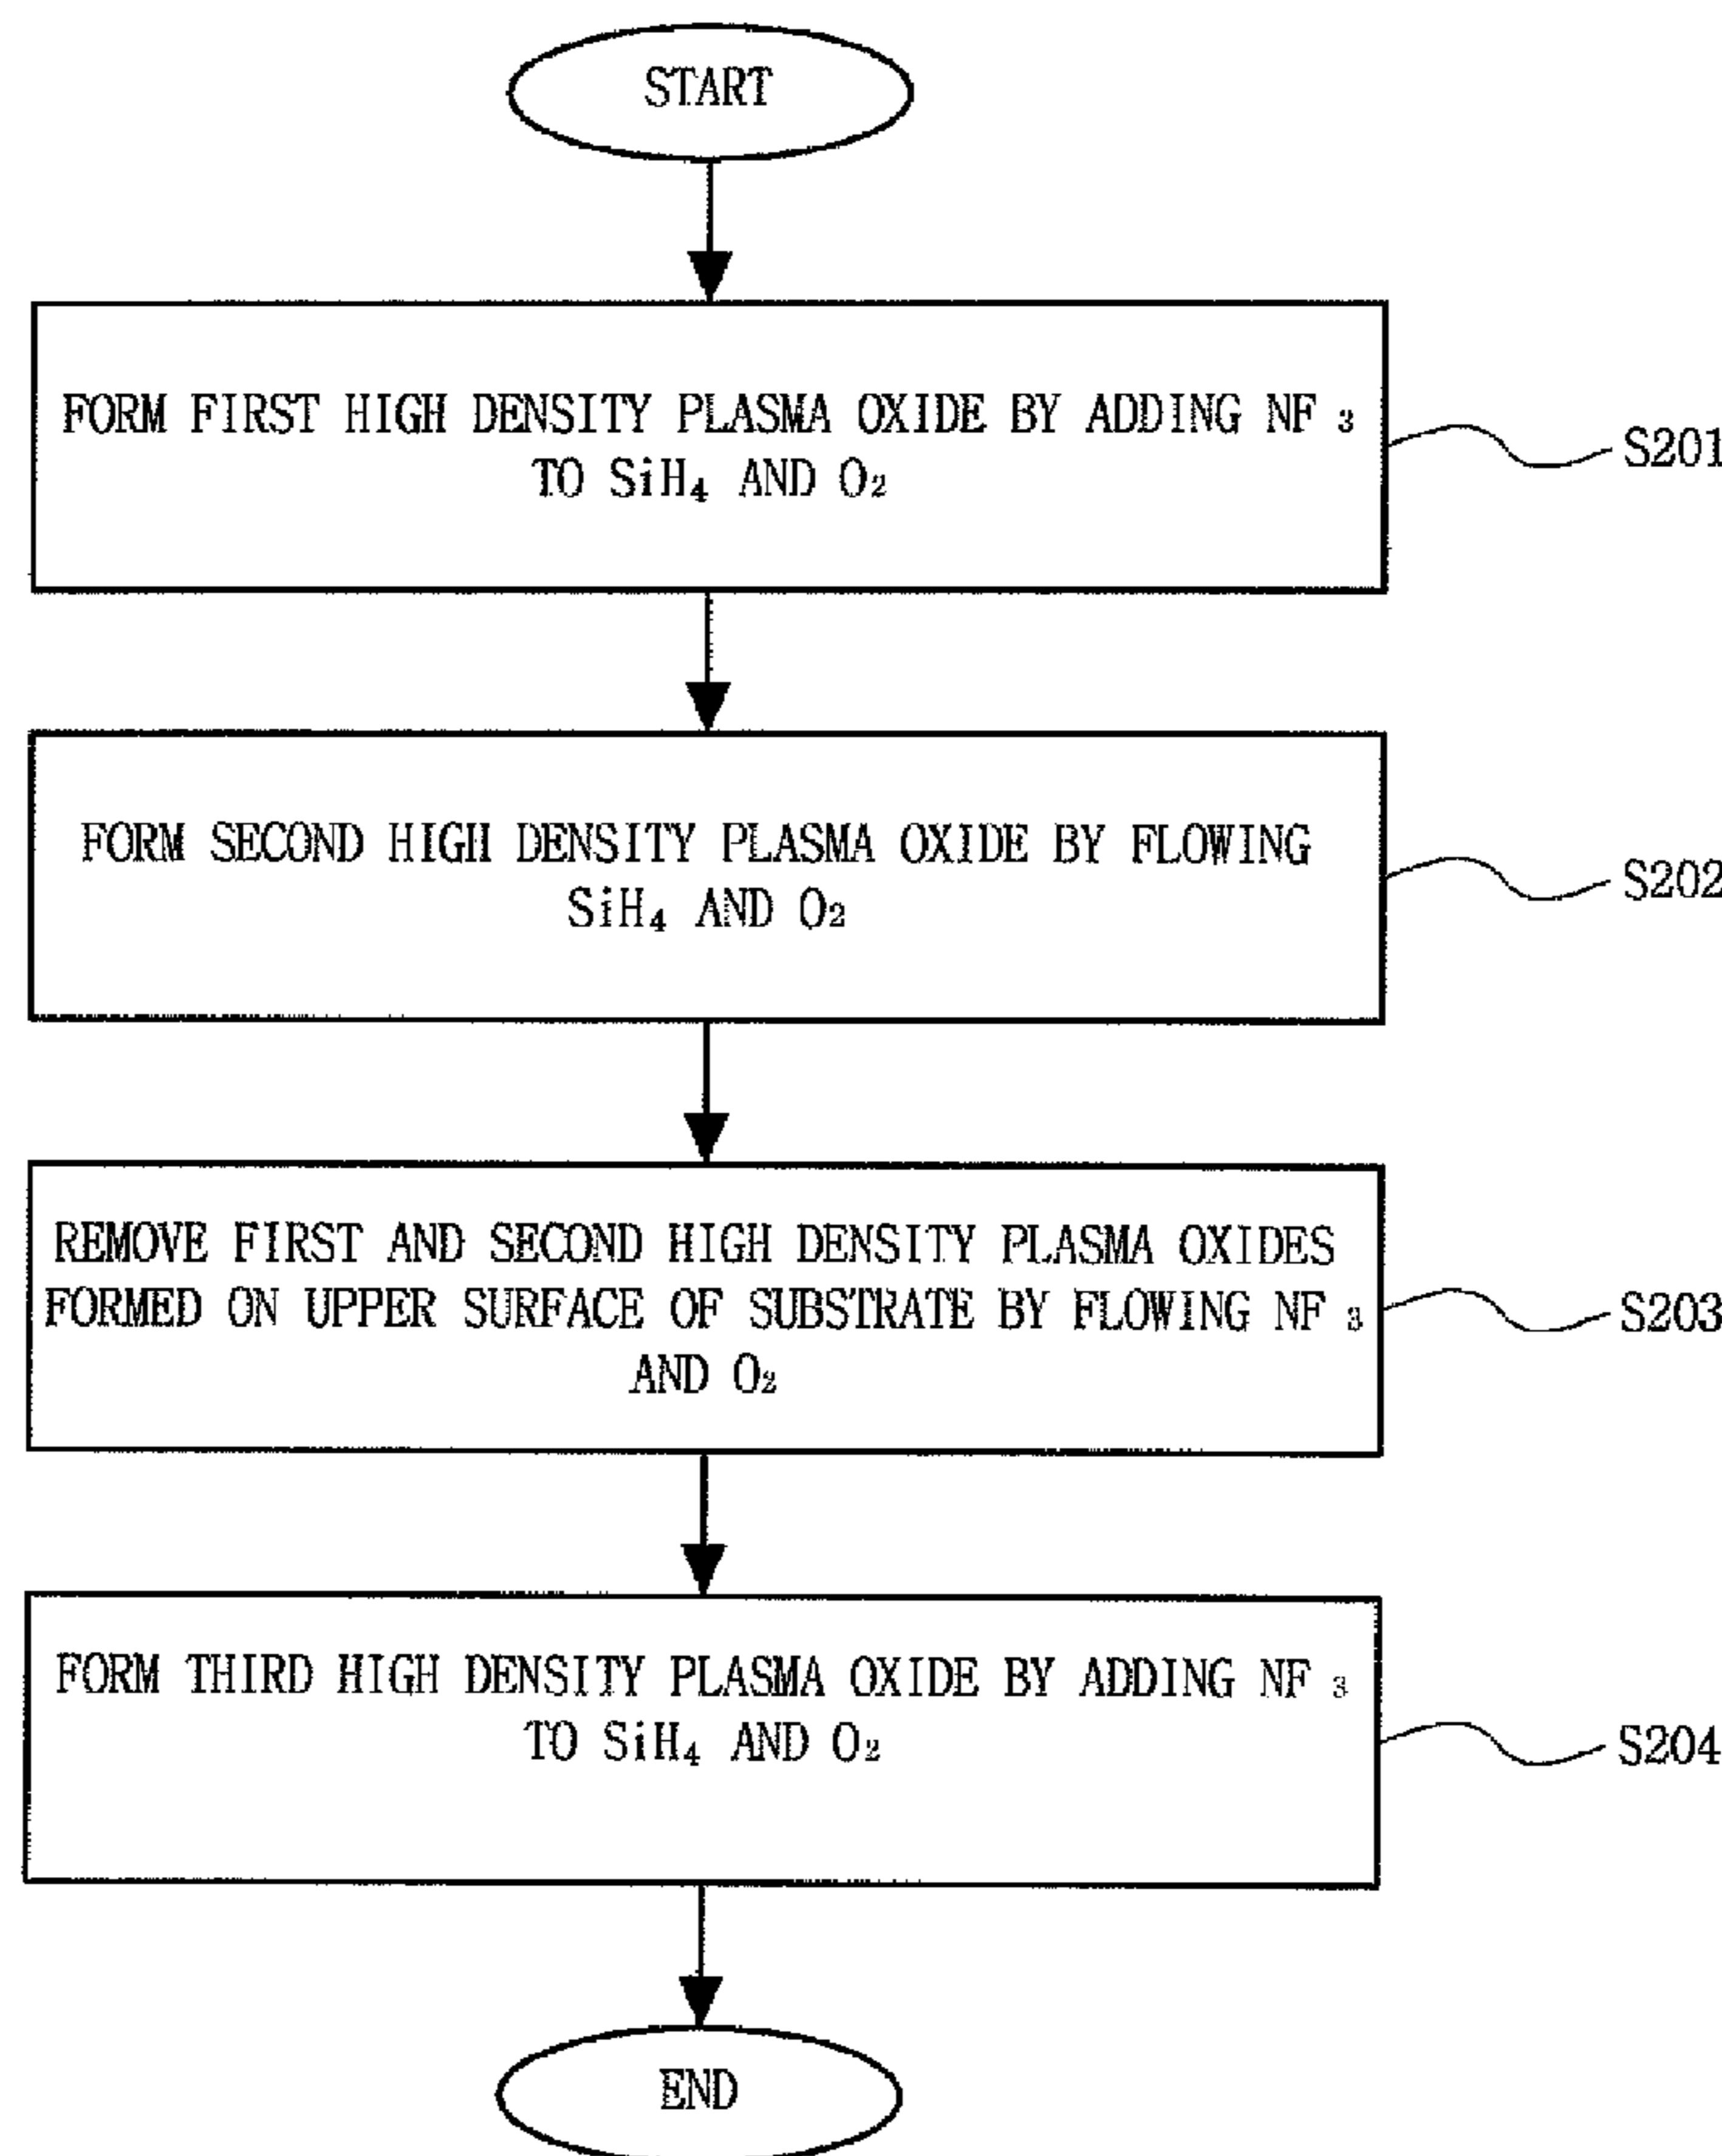 START
FORM FIRST HIGH DENSITY PLASMA OXIDE BY ADDING NF₃
TO SiH₄ AND O₂
S201
FORM SECOND HIGH DENSITY PLASMA OXIDE BY FLOWING
SiH₄ AND O₂
S202
REMOVE FIRST AND SECOND HIGH DENSITY PLASMA OXIDES
FORMED ON UPPER SURFACE OF SUBSTRATE BY FLOWING NF₃
AND O₂
S203
FORM THIRD HIGH DENSITY PLASMA OXIDE BY ADDING NF₃
TO SiH₄ AND O₂
S204
END